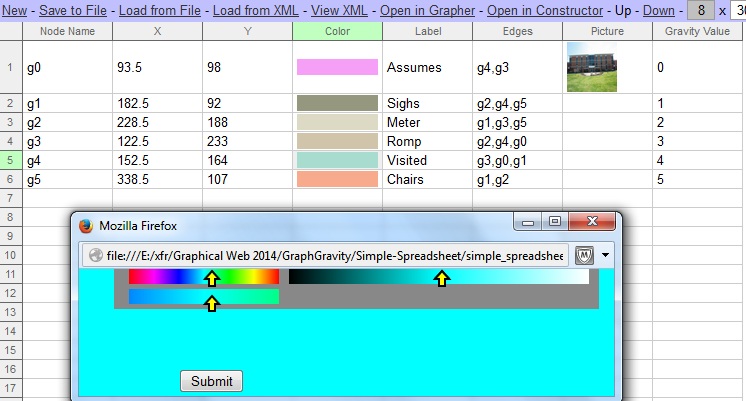 New - Save to File - Load from File - Load from XML - View XML - Open in Grapher - Open in Constructor - Up - Down - 8 x 30
Node Name X Y Color Label Edges Picture Gravity Value
1 g0 93.5 98 Assumes g4,g3 0
2 g1 182.5 92 Sighs g2,g4,g5 1
3 g2 228.5 188 Meter g1,g3,g5 2
4 g3 122.5 233 Romp g2,g4,g0 3
5 g4 152.5 164 Visited g3,g0,g1 4
6 g5 338.5 107 Chairs g1,g2 5
7
8
Mozilla Firefox
9
10
file:///E:/xfr/Graphical Web 2014/GraphGravity/Simple-Spreadsheet/simple_spreadshee
11
12
13
14
15
16
Submit
17